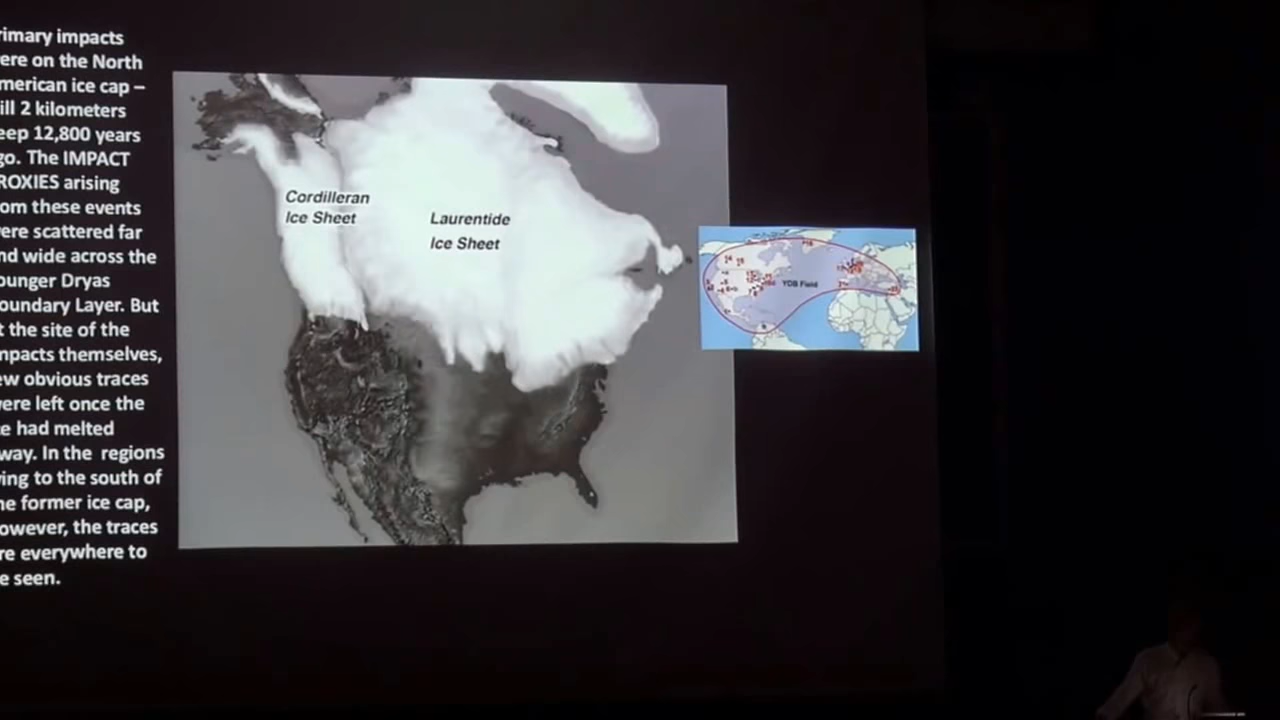 rimary impacts
ere on the North
merican ice cap –
ill 2 kilometers
eep 12,800 years
go. The IMPACT
ROXIES arising
om these events
ere scattered far
nd wide across the
ounger Dryas
oundary Layer. But
t the site of the
mpacts themselves,
ew obvious traces
ere left once the
e had melted
way. In the regions
ing to the south of
he former ice cap,
owever, the traces
re everywhere to
e seen.
Cordilleran
Ice Sheet
Laurentide
Ice Sheet
YDB Field